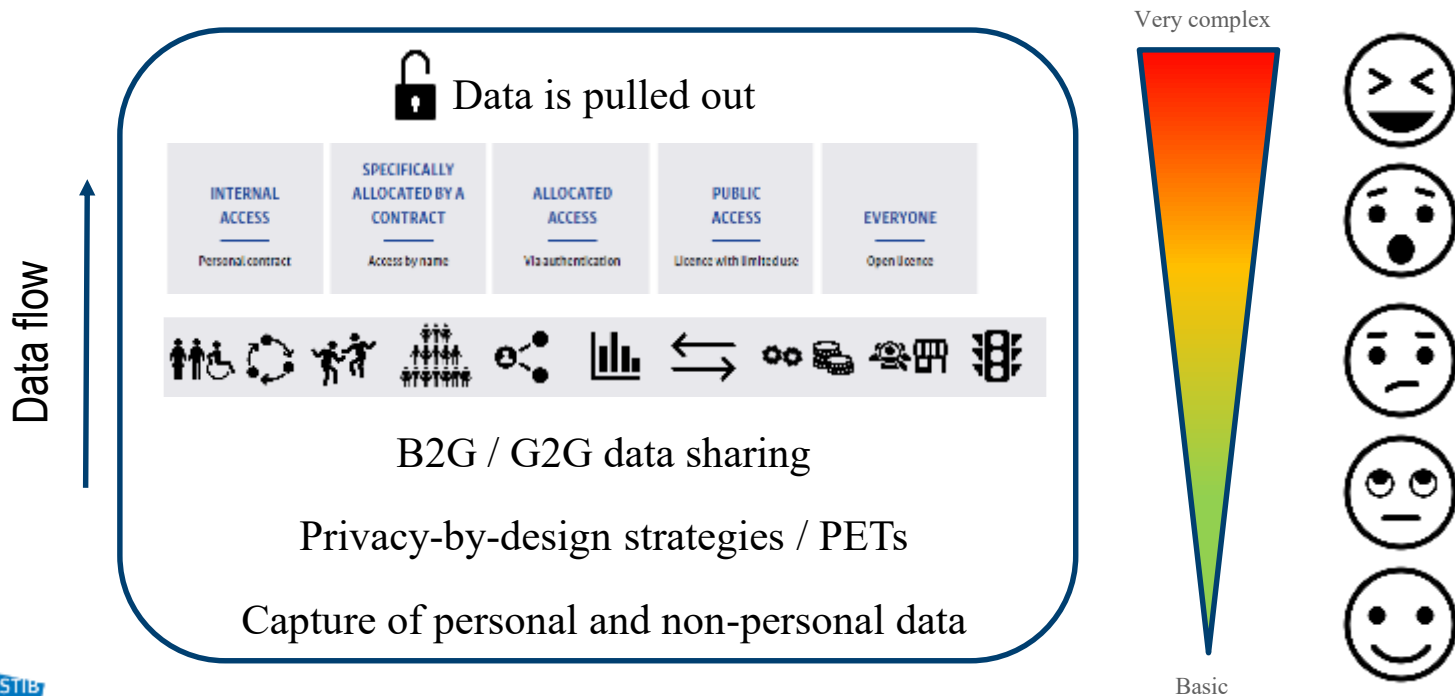 Very complex
Data is pulled out
INTERNAL
ACCESS
Personal contract
SPECIFICALLY
ALLOCATED BY A
CONTRACT
Access by name
ALLOCATED
ACCESS
Via authentication
PUBLIC
ACCESS
Licence with limited use
EVERYONE
Open licence
Data flow
B2G / G2G data sharing
Privacy-by-design strategies / PETs
Capture of personal and non-personal data
STIB
Basic